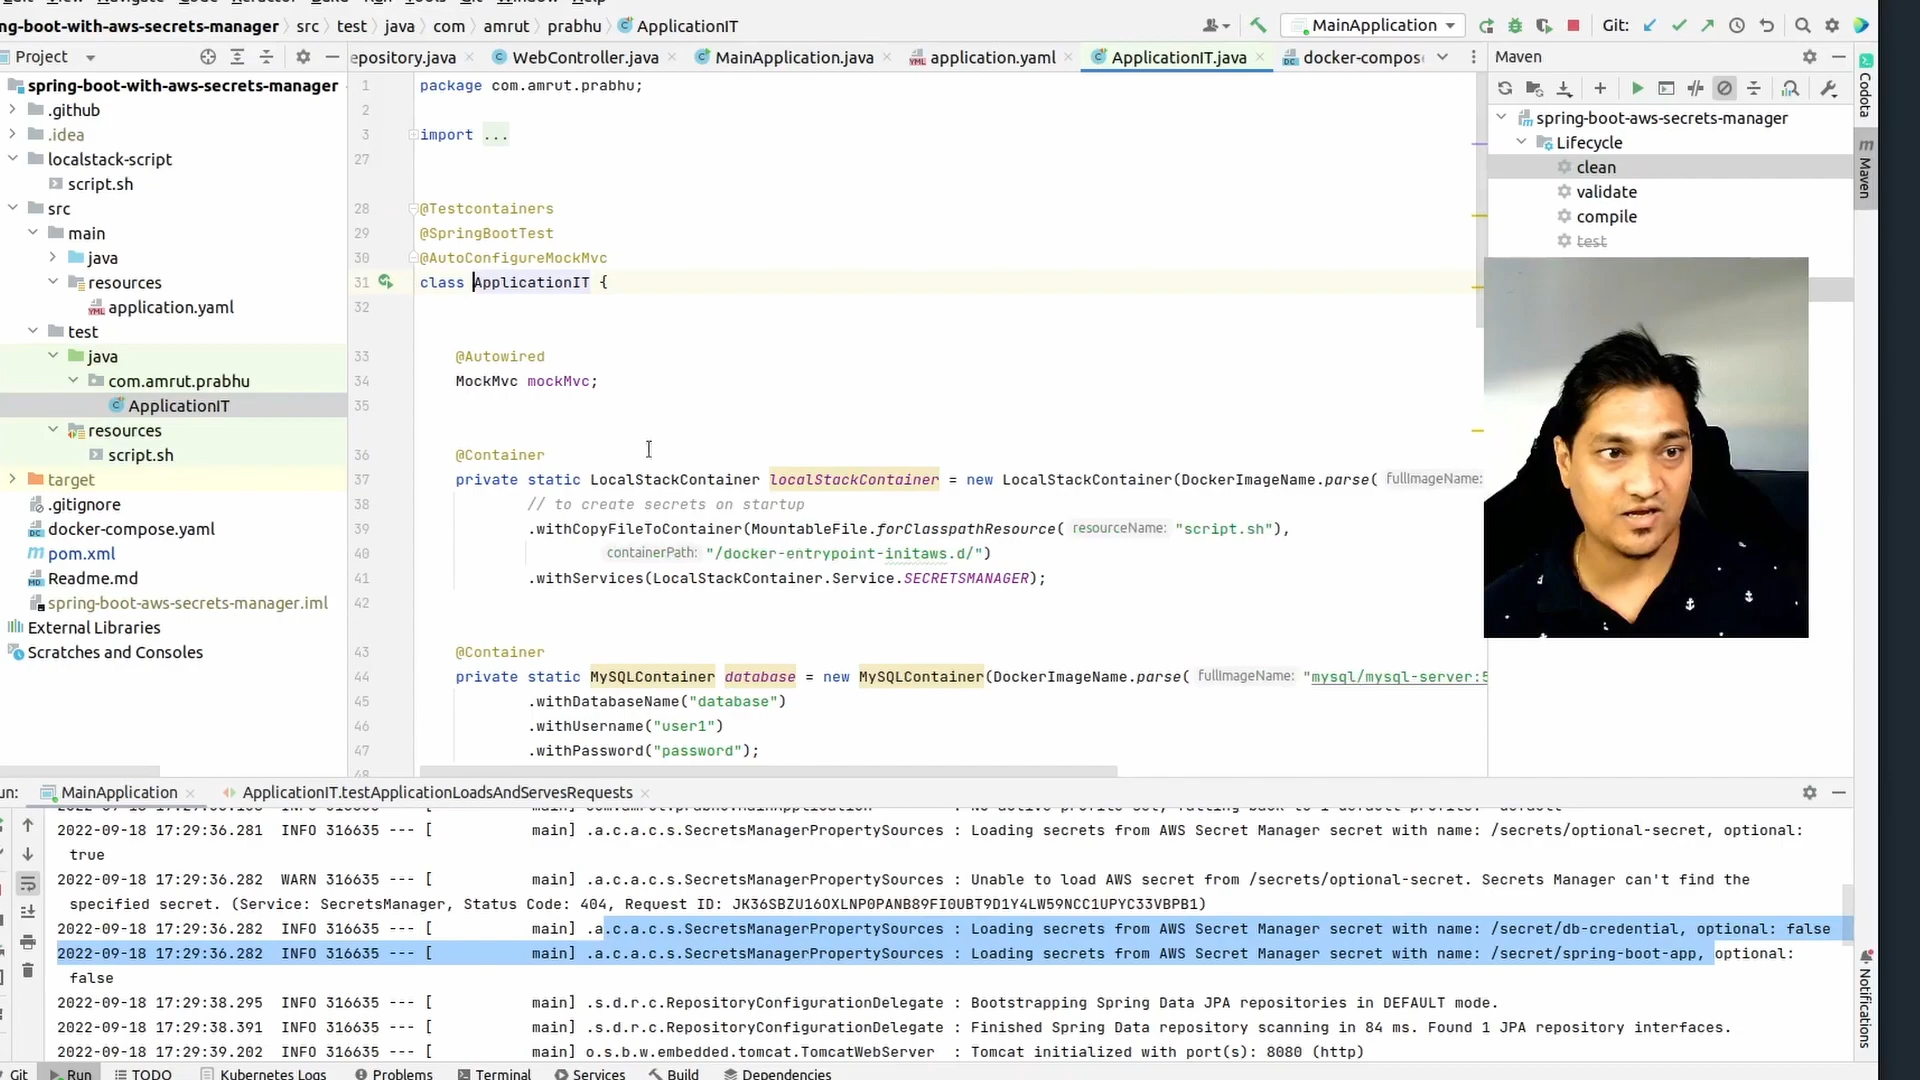 Edit View Navigate Code Refactor Build Run Tools Git Window Help
ng-boot-with-aws-secrets-manager src test java com amrut prabhu ApplicationIT
MainApplication Git:
Project
epository.java WebController.java MainApplication.java application.yaml ApplicationIT.java docker-compos
Maven
spring-boot-with-aws-secrets-manager
.github
.idea
localstack-script
script.sh
src
main
java
resources
application.yaml
test
java
com.amrut.prabhu
ApplicationIT
resources
script.sh
target
.gitignore
docker-compose.yaml
pom.xml
Readme.md
spring-boot-aws-secrets-manager.iml
External Libraries
Scratches and Consoles
1 package com.amrut.prabhu;
2
3 import ...
27
28 @Testcontainers
29 @SpringBootTest
30 @AutoConfigureMockMvc
31 class ApplicationIT {
32
33 @Autowired
34 MockMvc mockMvc;
35
36 @Container
37 private static LocalStackContainer localStackContainer = new LocalStackContainer(DockerImageName.parse( fullImageName:
38 // to create secrets on startup
39 .withCopyFileToContainer(MountableFile.forClasspathResource( resourceName: "script.sh"),
40 containerPath: "/docker-entrypoint-initaws.d/")
41 .withServices(LocalStackContainer.Service.SECRETSMANAGER);
42
43 @Container
44 private static MySQLContainer database = new MySQLContainer(DockerImageName.parse( fullImageName: "mysql/mysql-server:5
45 .withDatabaseName("database")
46 .withUsername("user1")
47 .withPassword("password");
48
spring-boot-aws-secrets-manager
Lifecycle
clean
validate
compile
test
Codota
m Maven
Notifications
un: MainApplication ApplicationIT.testApplicationLoadsAndServesRequests
2022-09-18 17:29:36.281 INFO 316635 --- [ main] .a.c.a.c.s.SecretsManagerPropertySources : Loading secrets from AWS Secret Manager secret with name: /secrets/optional-secret, optional:
true
2022-09-18 17:29:36.282 WARN 316635 --- [ main] .a.c.a.c.s.SecretsManagerPropertySources : Unable to load AWS secret from /secrets/optional-secret. Secrets Manager can't find the
specified secret. (Service: SecretsManager, Status Code: 404, Request ID: JK36SBZU16OXLNP0PANB89FI0UBT9D1Y4LW59NCC1UPYC33VBPB1)
2022-09-18 17:29:36.282 INFO 316635 --- [ main] .a.c.a.c.s.SecretsManagerPropertySources : Loading secrets from AWS Secret Manager secret with name: /secret/db-credential, optional: false
2022-09-18 17:29:36.282 INFO 316635 --- [ main] .a.c.a.c.s.SecretsManagerPropertySources : Loading secrets from AWS Secret Manager secret with name: /secret/spring-boot-app, optional:
false
2022-09-18 17:29:38.295 INFO 316635 --- [ main] .s.d.r.c.RepositoryConfigurationDelegate : Bootstrapping Spring Data JPA repositories in DEFAULT mode.
2022-09-18 17:29:38.391 INFO 316635 --- [ main] .s.d.r.c.RepositoryConfigurationDelegate : Finished Spring Data repository scanning in 84 ms. Found 1 JPA repository interfaces.
2022-09-18 17:29:39.202 INFO 316635 --- [ main] o.s.b.w.embedded.tomcat.TomcatWebServer : Tomcat initialized with port(s): 8080 (http)
Git Run TODO Kubernetes Logs Problems Terminal Services Build Dependencies